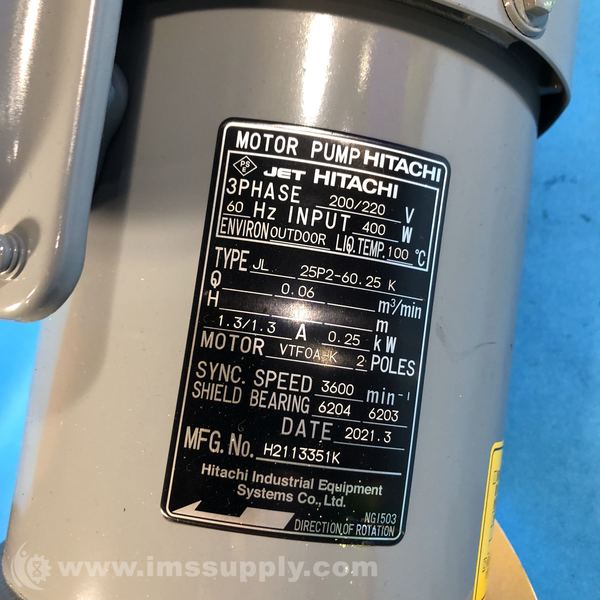 MOTOR PUMP HITACHI
PS E JET HITACHI
3PHASE 200/220 V
60 Hz INPUT 400 W
ENVIRON OUTDOOR LIQ.TEMP. 100 °C
TYPE JL 25P2-60.25 K
Q 0.06 m³/min
H m
1.3/1.3 A 0.25 kW
MOTOR VTFOA-K 2 POLES
SYNC. SPEED 3600 min⁻¹
SHIELD BEARING 6204 6203
DATE 2021.3
MFG. No. H2113351K
Hitachi Industrial Equipment
Systems Co., Ltd.
NG1503
DIRECTION OF ROTATION
www.imssupply.com/